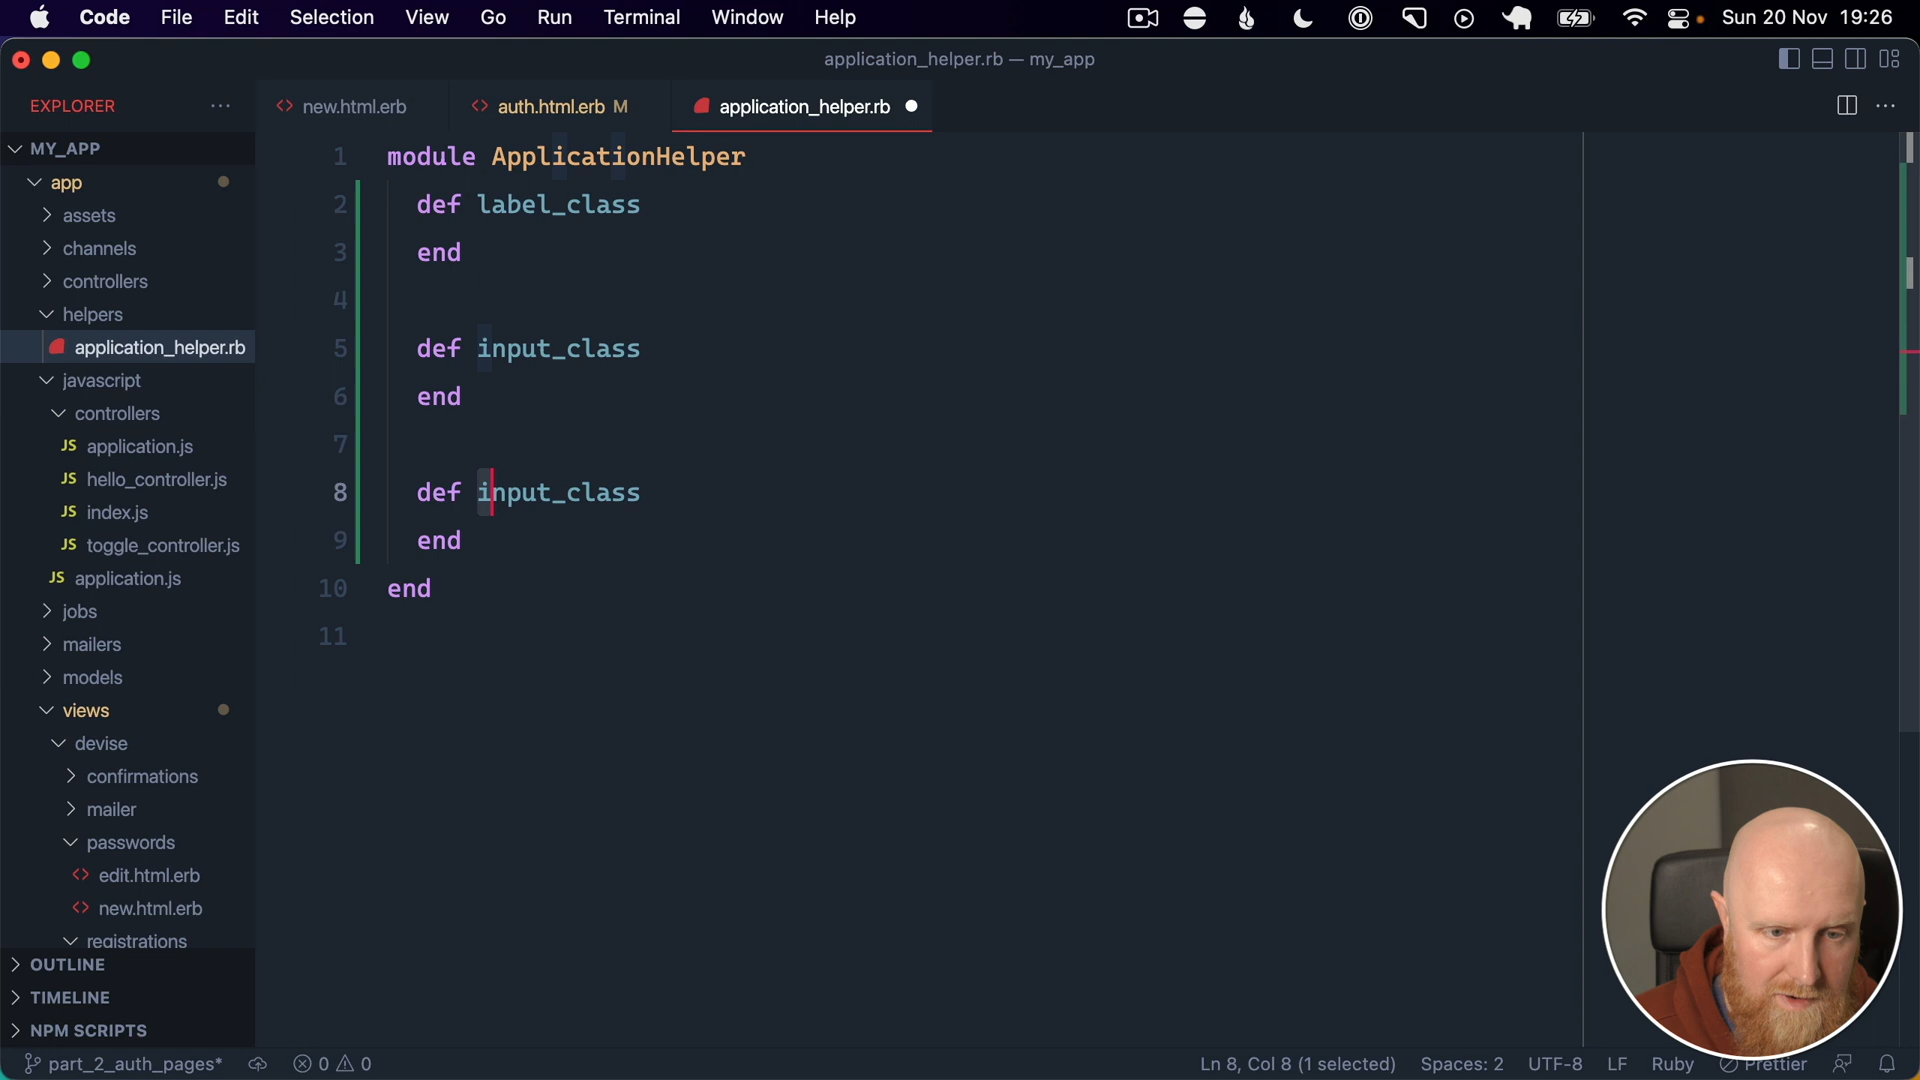 Code File Edit Selection View Go Run Terminal Window Help Sun 20 Nov 19:26
application_helper.rb — my_app
EXPLORER
new.html.erb
auth.html.erb M
application_helper.rb
MY_APP
app
assets
channels
controllers
helpers
application_helper.rb
javascript
controllers
JS application.js
JS hello_controller.js
JS index.js
JS toggle_controller.js
JS application.js
jobs
mailers
models
views
devise
confirmations
mailer
passwords
edit.html.erb
new.html.erb
registrations
OUTLINE
TIMELINE
NPM SCRIPTS
1 module ApplicationHelper
2 def label_class
3 end
4
5 def input_class
6 end
7
8 def input_class
9 end
10 end
11
part_2_auth_pages* 0 0 Ln 8, Col 8 (1 selected) Spaces: 2 UTF-8 LF Ruby Prettier